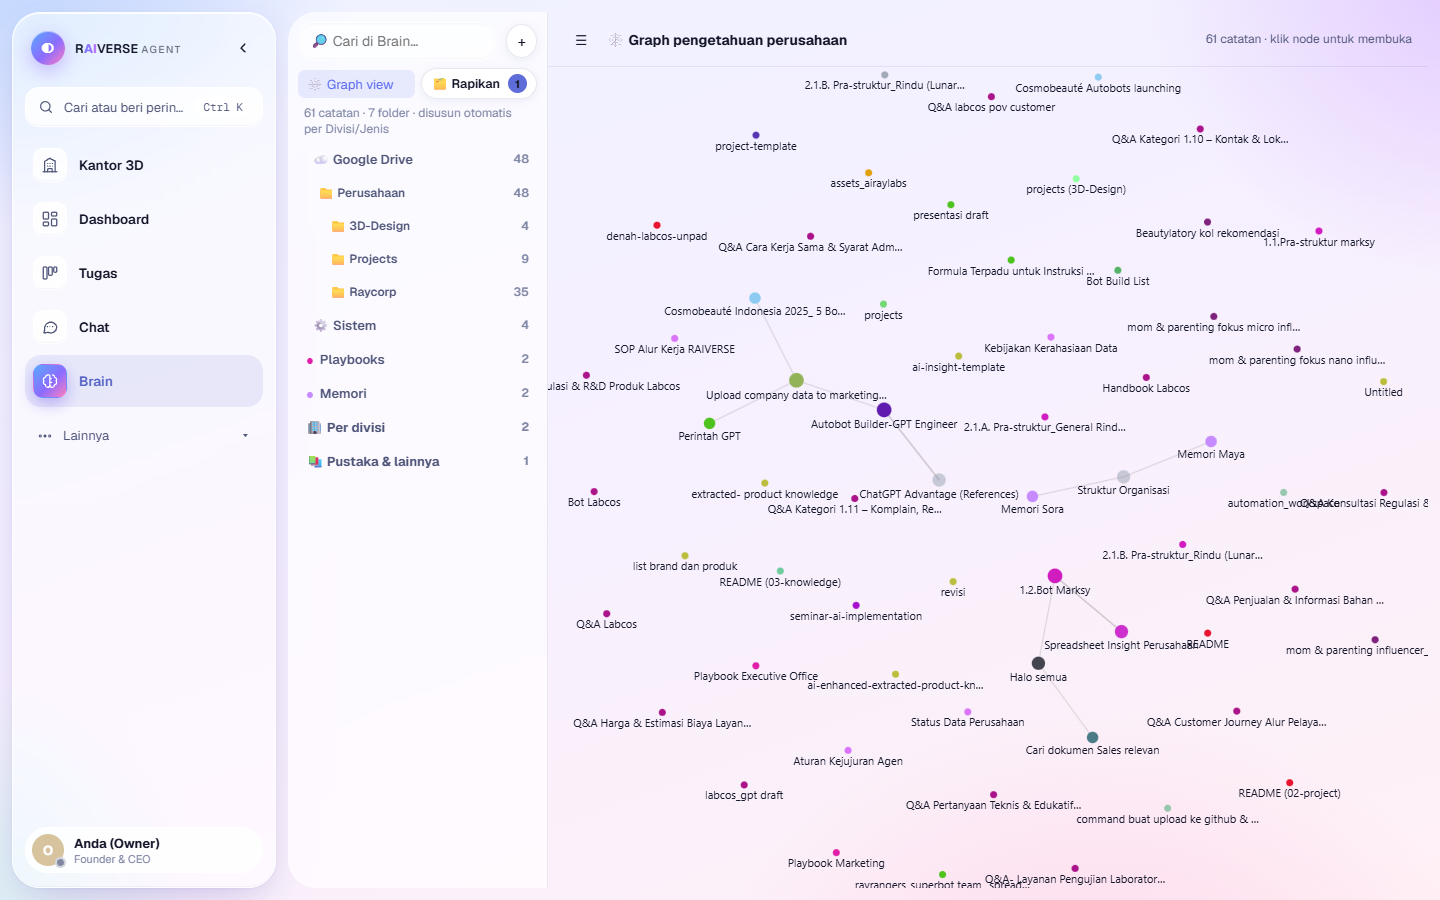 RAIVERSE AGENT
Cari atau beri perin... Ctrl K
Kantor 3D
Dashboard
Tugas
Chat
Brain
Lainnya
O
Anda (Owner)
Founder & CEO
Cari di Brain...
+
Graph view
Rapikan 1
61 catatan · 7 folder · disusun otomatis
per Divisi/Jenis
Google Drive 48
Perusahaan 48
3D-Design 4
Projects 9
Raycorp 35
Sistem 4
Playbooks 2
Memori 2
Per divisi 2
Pustaka & lainnya 1
Graph pengetahuan perusahaan
61 catatan · klik node untuk membuka
2.1.B. Pra-struktur_Rindu (Lunar...
Cosmobeauté Autobots launching
Q&A labcos pov customer
Q&A Kategori 1.10 – Kontak & Lok...
project-template
assets_airaylabs
projects (3D-Design)
presentasi draft
denah-labcos-unpad
Q&A Cara Kerja Sama & Syarat Adm...
Beautylatory kol rekomendasi
1.1.Pra-struktur marksy
Formula Terpadu untuk Instruksi ...
Bot Build List
Cosmobeauté Indonesia 2025_ 5 Bo...
projects
mom & parenting fokus micro infl...
SOP Alur Kerja RAIVERSE
Kebijakan Kerahasiaan Data
mom & parenting fokus nano influ...
ai-insight-template
ulasi & R&D Produk Labcos
Handbook Labcos
Untitled
Upload company data to marketing...
Autobot Builder-GPT Engineer
2.1.A. Pra-struktur_General Rind...
Perintah GPT
Memori Maya
Struktur Organisasi
extracted- product knowledge
ChatGPT Advantage (References)
Bot Labcos
Q&A Kategori 1.11 – Komplain, Re...
Memori Sora
automation_workspace
Q&A Konsultasi Regulasi &
2.1.B. Pra-struktur_Rindu (Lunar...
list brand dan produk
README (03-knowledge)
revisi
1.2.Bot Marksy
Q&A Penjualan & Informasi Bahan ...
seminar-ai-implementation
Q&A Labcos
Spreadsheet Insight Perusahaan
README
mom & parenting influencer_
Playbook Executive Office
Halo semua
ai-enhanced-extracted-product-kn...
Q&A Harga & Estimasi Biaya Layan...
Status Data Perusahaan
Q&A Customer Journey Alur Pelaya...
Cari dokumen Sales relevan
Aturan Kejujuran Agen
labcos_gpt draft
README (02-project)
Q&A Pertanyaan Teknis & Edukatif...
command buat upload ke github & ...
Playbook Marketing
Q&A- Layanan Pengujian Laborator...
rayrangers superbot team_spread...